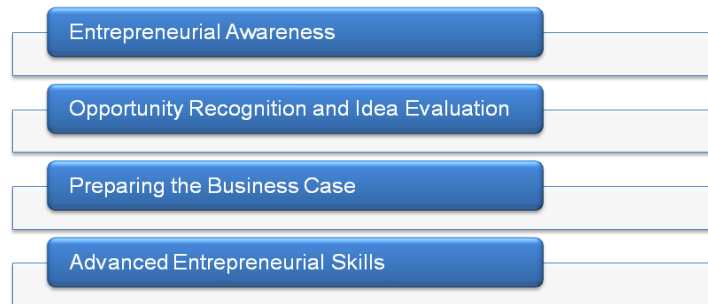 Entrepreneurial Awareness
Opportunity Recognition and Idea Evaluation
Preparing the Business Case
Advanced Entrepreneurial Skills